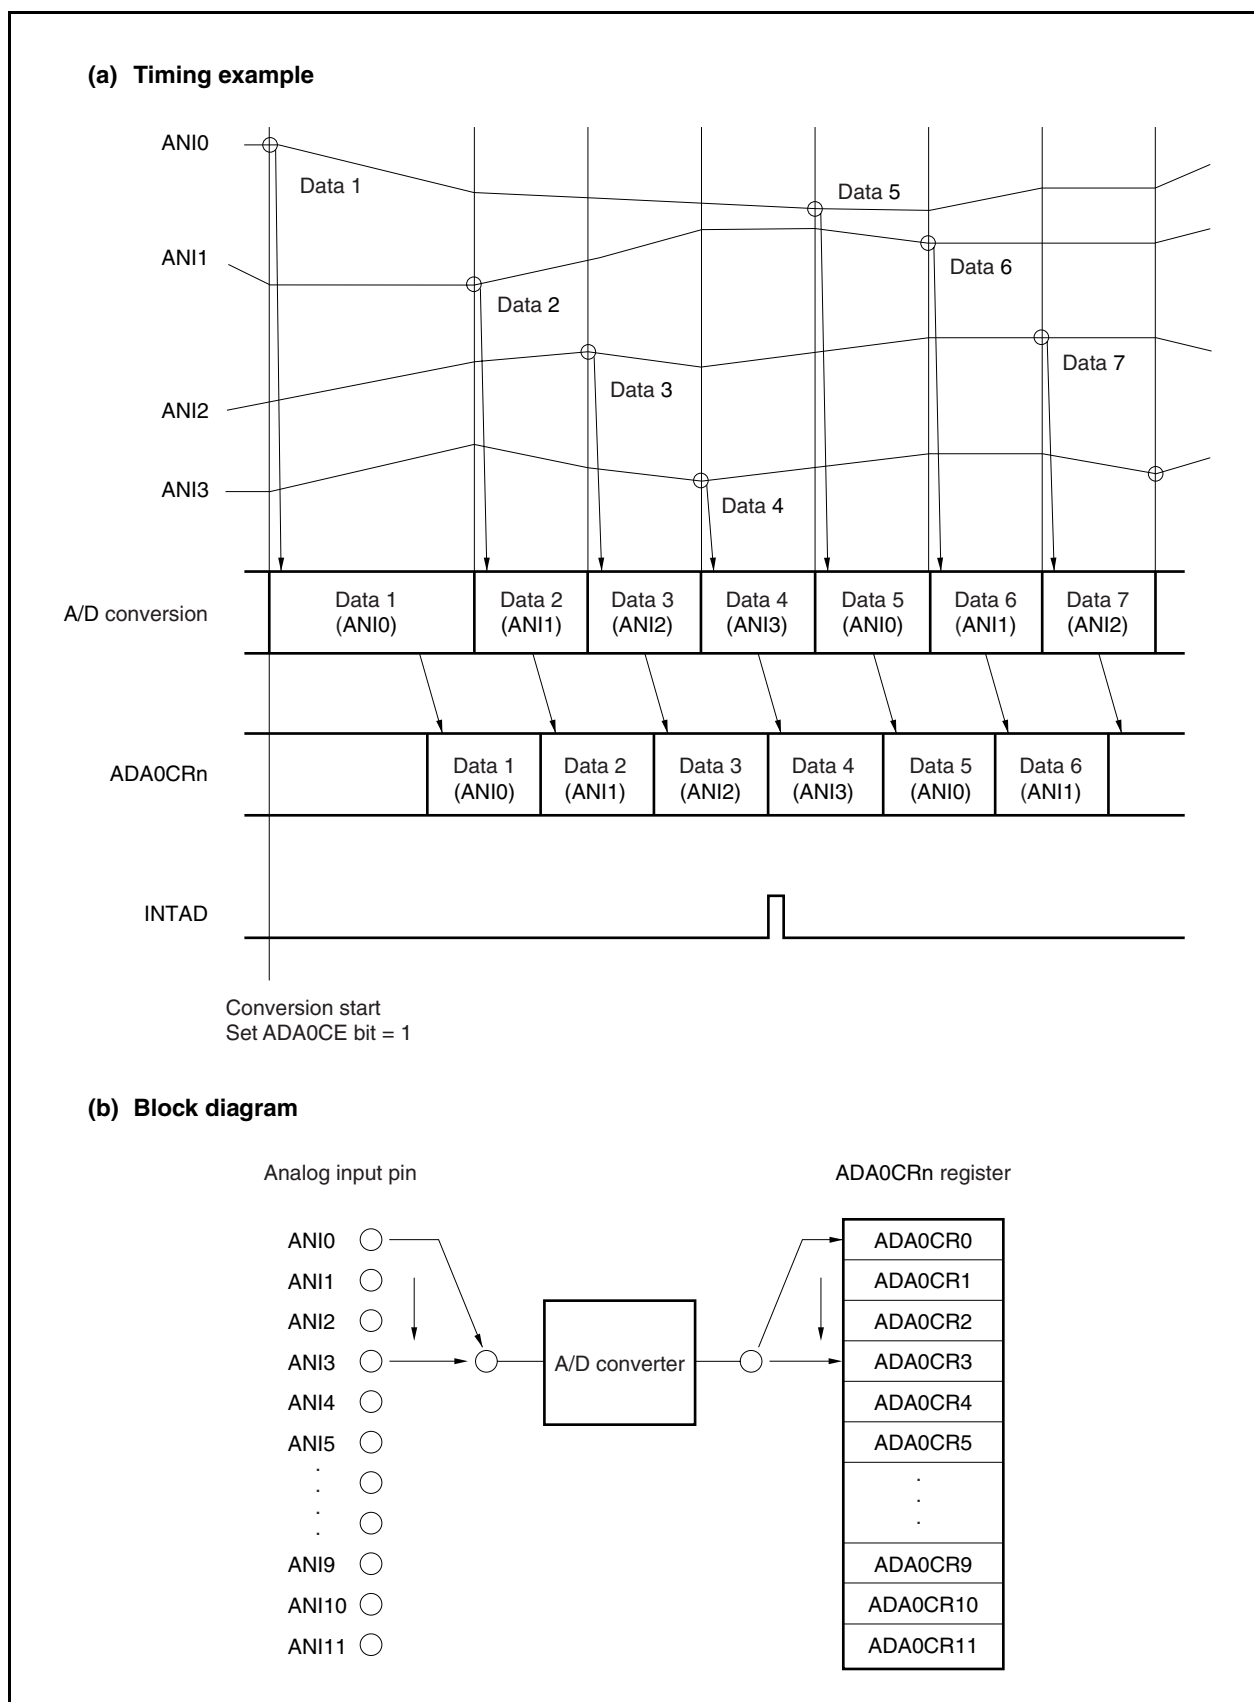 (a) Timing example
ANI0
Data 1
Data 5
ANI1
Data 6
Data 2
Data 7
Data 3
ANI2
ANI3
Data 4
A/D conversion
Data 1 (ANI0)
Data 2 (ANI1)
Data 3 (ANI2)
Data 4 (ANI3)
Data 5 (ANI0)
Data 6 (ANI1)
Data 7 (ANI2)
ADA0CRn
Data 1 (ANI0)
Data 2 (ANI1)
Data 3 (ANI2)
Data 4 (ANI3)
Data 5 (ANI0)
Data 6 (ANI1)
INTAD
Conversion start
Set ADA0CE bit = 1
(b) Block diagram
Analog input pin
ADA0CRn register
ANI0
ANI1
ANI2
ANI3
ANI4
ANI5
.
.
.
.
ANI9
ANI10
ANI11
A/D converter
ADA0CR0
ADA0CR1
ADA0CR2
ADA0CR3
ADA0CR4
ADA0CR5
.
.
.
ADA0CR9
ADA0CR10
ADA0CR11